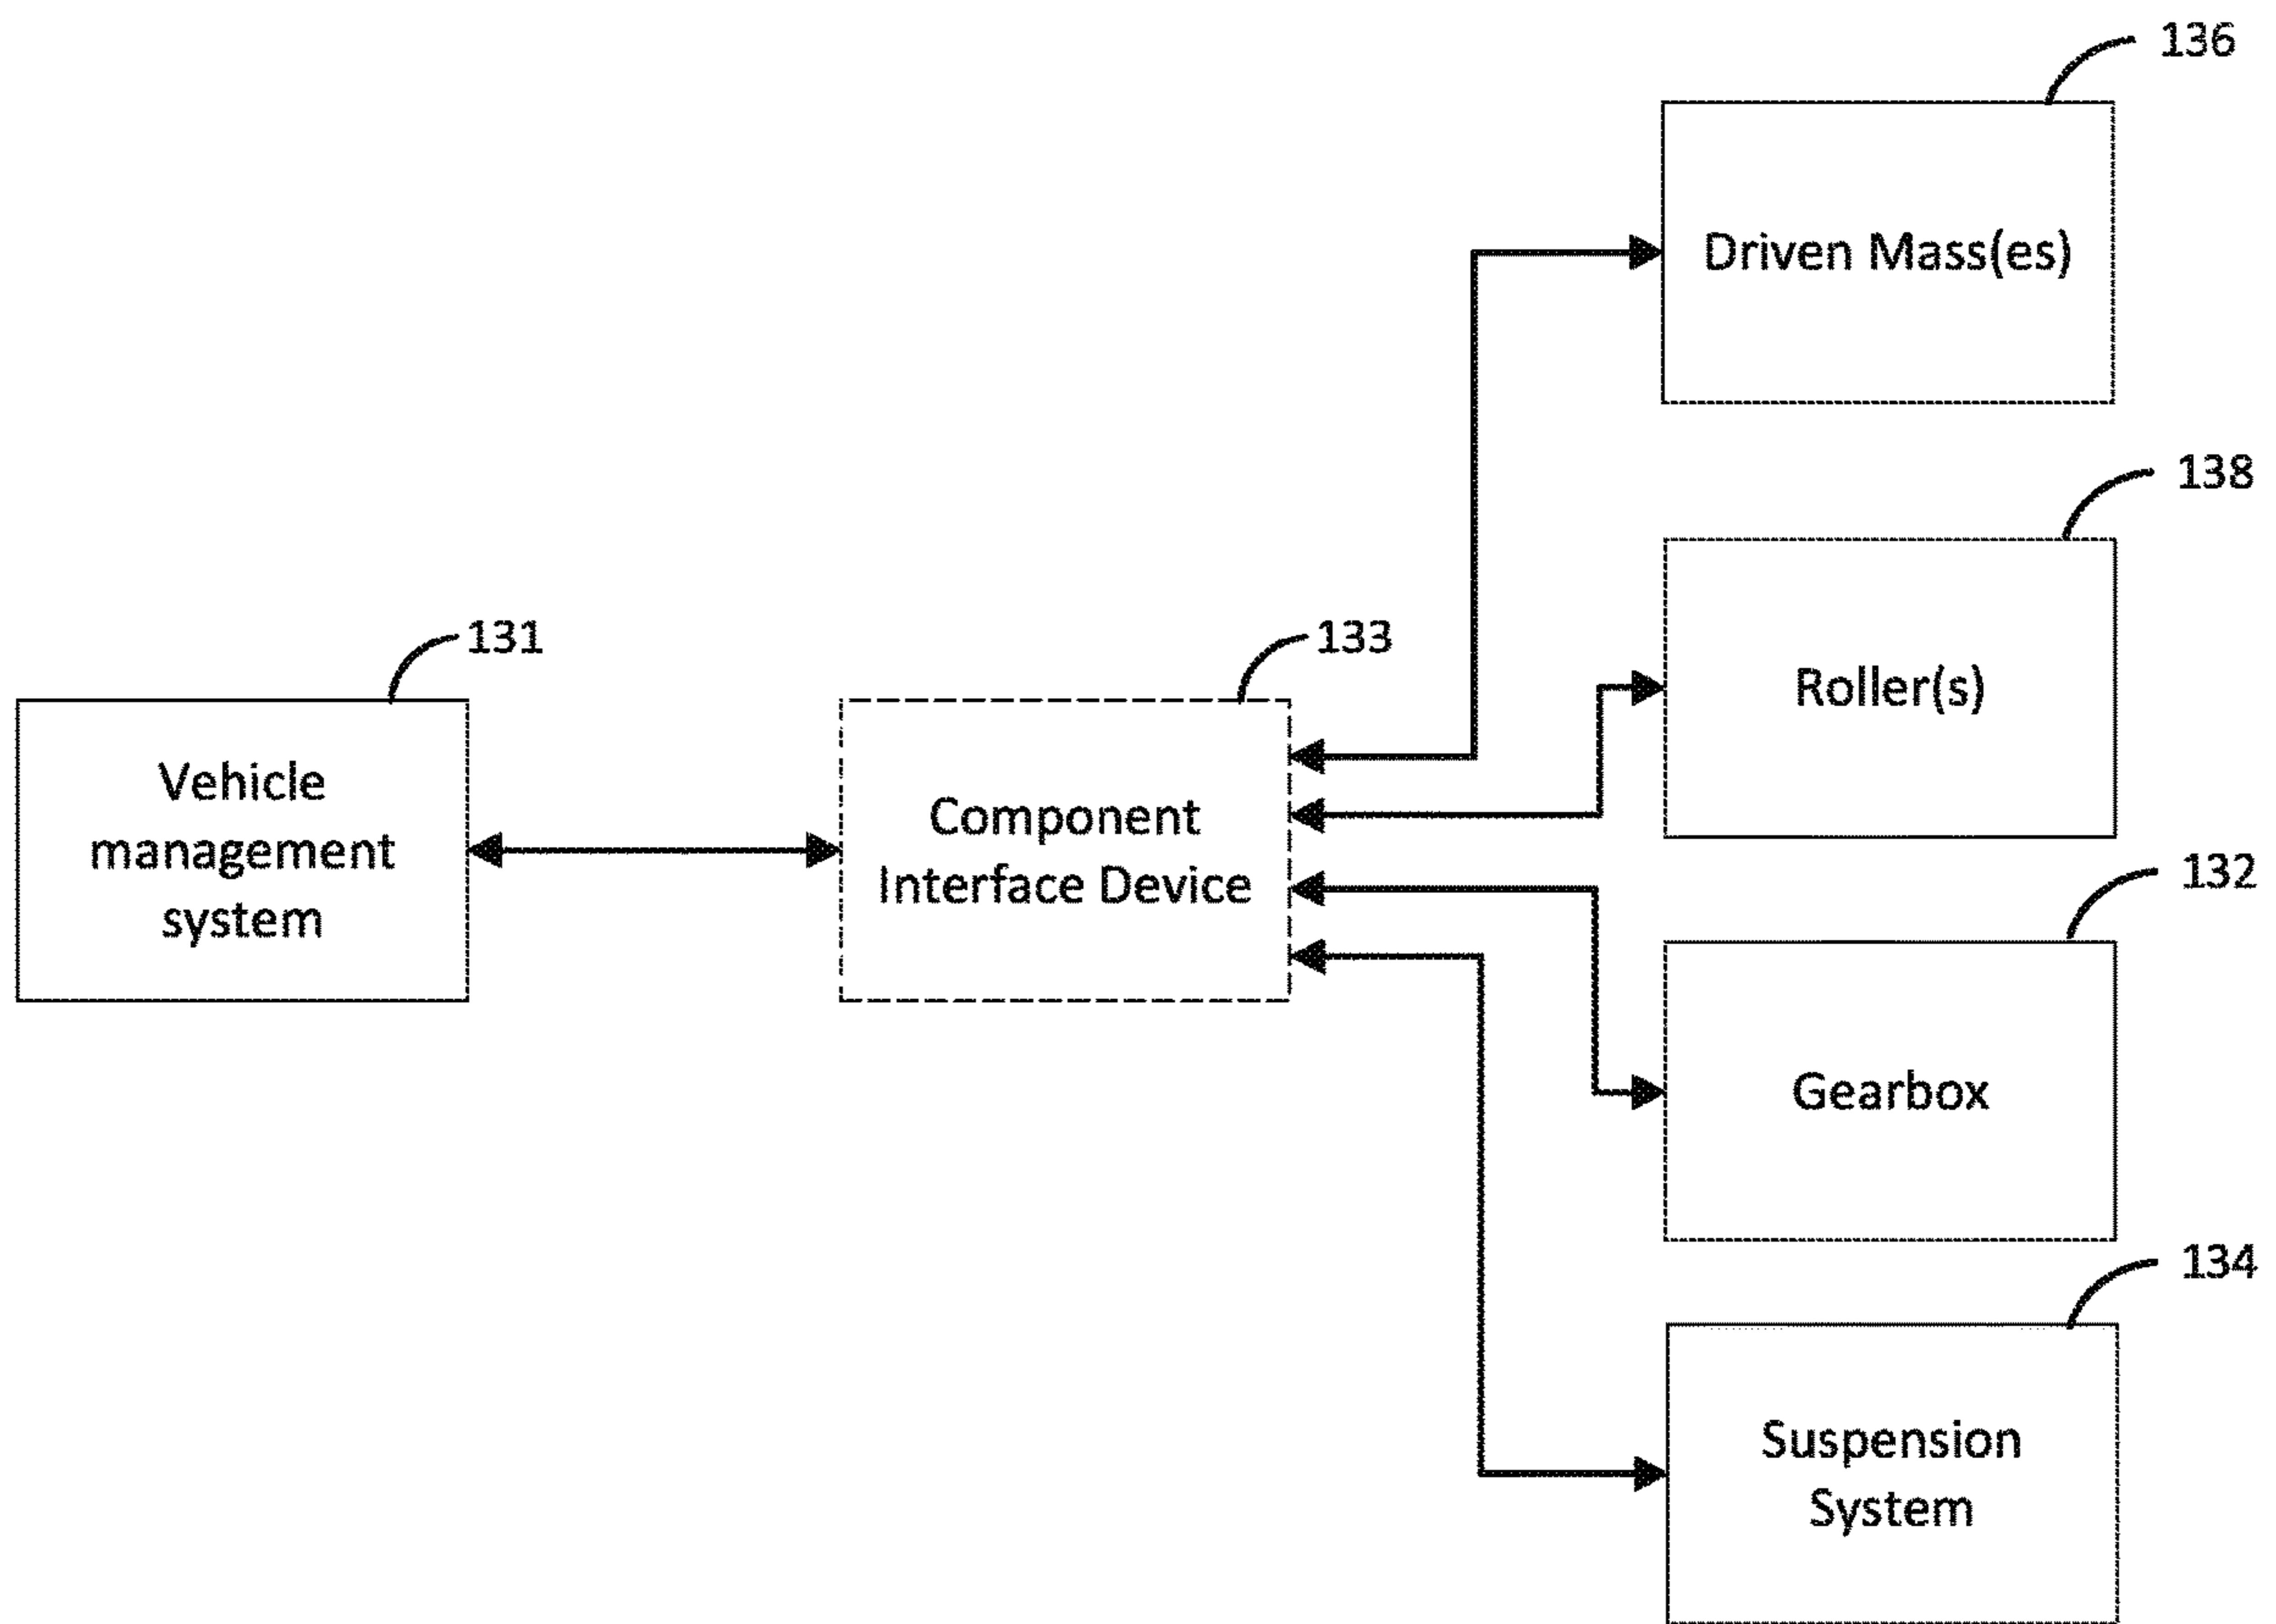 136
Driven Mass(es)
138
Roller(s)
131
Vehicle
management
system
133
Component
Interface Device
132
Gearbox
134
Suspension
System